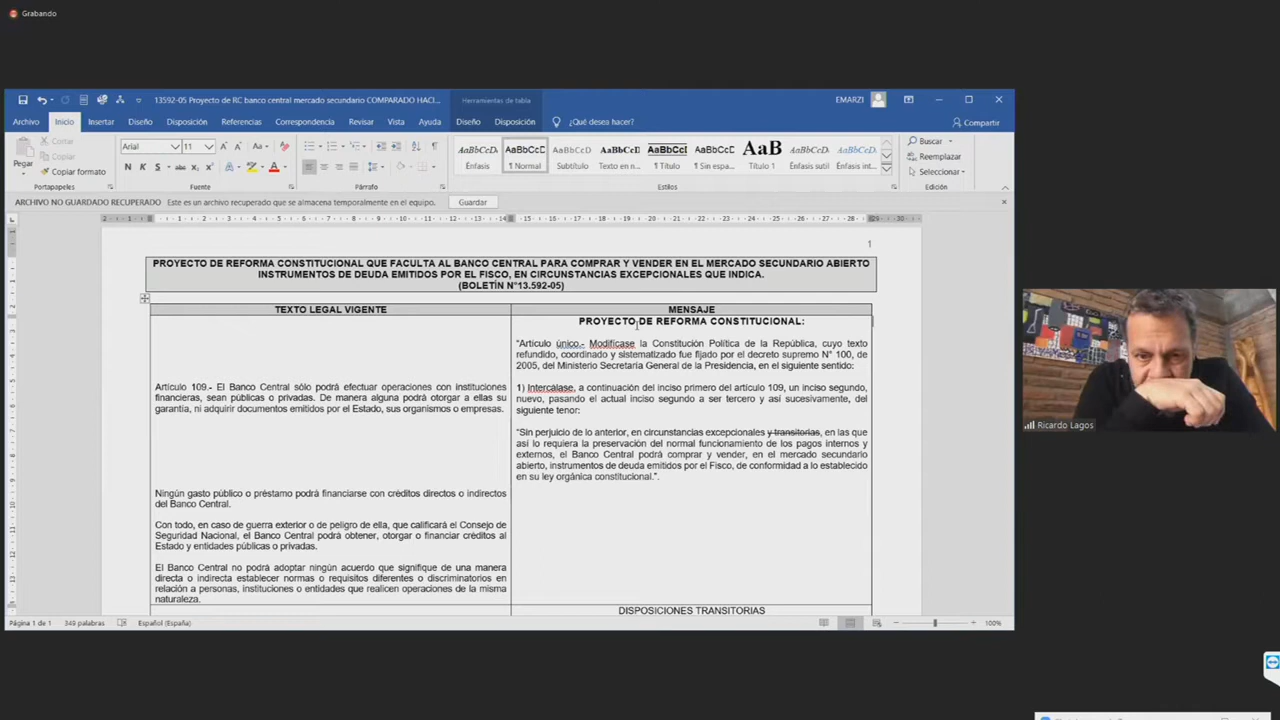 Grabando
13592-05 Proyecto de RC banco central mercado secundario COMPARADO HACI...
Herramientas de tabla
EMARZI
Archivo Inicio Insertar Diseño Disposición Referencias Correspondencia Revisar Vista Ayuda Diseño Disposición ¿Qué desea hacer? Compartir
Pegar
Cortar
Copiar
Copiar formato
Portapapeles
Arial 11
N K S abc x₂ x²
Fuente
Párrafo
AaBbCcDc Énfasis
AaBbCcI ¶ Normal
AaBbCcDc Subtítulo
AaBbCcDc Texto en n...
AaBbCcI ¶ Título
AaBbCcDc ¶ Sin espa...
AaB Título 1
AaBbCcDc Énfasis sutil
AaBbCcDc Énfasis int...
Estilos
Buscar
Reemplazar
Seleccionar
Edición
ARCHIVO NO GUARDADO RECUPERADO Este es un archivo recuperado que se almacena temporalmente en el equipo. Guardar
1
PROYECTO DE REFORMA CONSTITUCIONAL QUE FACULTA AL BANCO CENTRAL PARA COMPRAR Y VENDER EN EL MERCADO SECUNDARIO ABIERTO
INSTRUMENTOS DE DEUDA EMITIDOS POR EL FISCO, EN CIRCUNSTANCIAS EXCEPCIONALES QUE INDICA.
(BOLETÍN N°13.592-05)
TEXTO LEGAL VIGENTE
Artículo 109.- El Banco Central sólo podrá efectuar operaciones con instituciones
financieras, sean públicas o privadas. De manera alguna podrá otorgar a ellas su
garantía, ni adquirir documentos emitidos por el Estado, sus organismos o empresas.
Ningún gasto público o préstamo podrá financiarse con créditos directos o indirectos
del Banco Central.
Con todo, en caso de guerra exterior o de peligro de ella, que calificará el Consejo de
Seguridad Nacional, el Banco Central podrá obtener, otorgar o financiar créditos al
Estado y entidades públicas o privadas.
El Banco Central no podrá adoptar ningún acuerdo que signifique de una manera
directa o indirecta establecer normas o requisitos diferentes o discriminatorios en
relación a personas, instituciones o entidades que realicen operaciones de la misma
naturaleza.
MENSAJE
PROYECTO DE REFORMA CONSTITUCIONAL:
“Artículo único.- Modifícase la Constitución Política de la República, cuyo texto
refundido, coordinado y sistematizado fue fijado por el decreto supremo N° 100, de
2005, del Ministerio Secretaría General de la Presidencia, en el siguiente sentido:
1) Intercálase, a continuación del inciso primero del artículo 109, un inciso segundo,
nuevo, pasando el actual inciso segundo a ser tercero y así sucesivamente, del
siguiente tenor:
“Sin perjuicio de lo anterior, en circunstancias excepcionales y transitorias, en las que
así lo requiera la preservación del normal funcionamiento de los pagos internos y
externos, el Banco Central podrá comprar y vender, en el mercado secundario
abierto, instrumentos de deuda emitidos por el Fisco, de conformidad a lo establecido
en su ley orgánica constitucional.”.
DISPOSICIONES TRANSITORIAS
Página 1 de 1 349 palabras Español (España) 100%
Ricardo Lagos